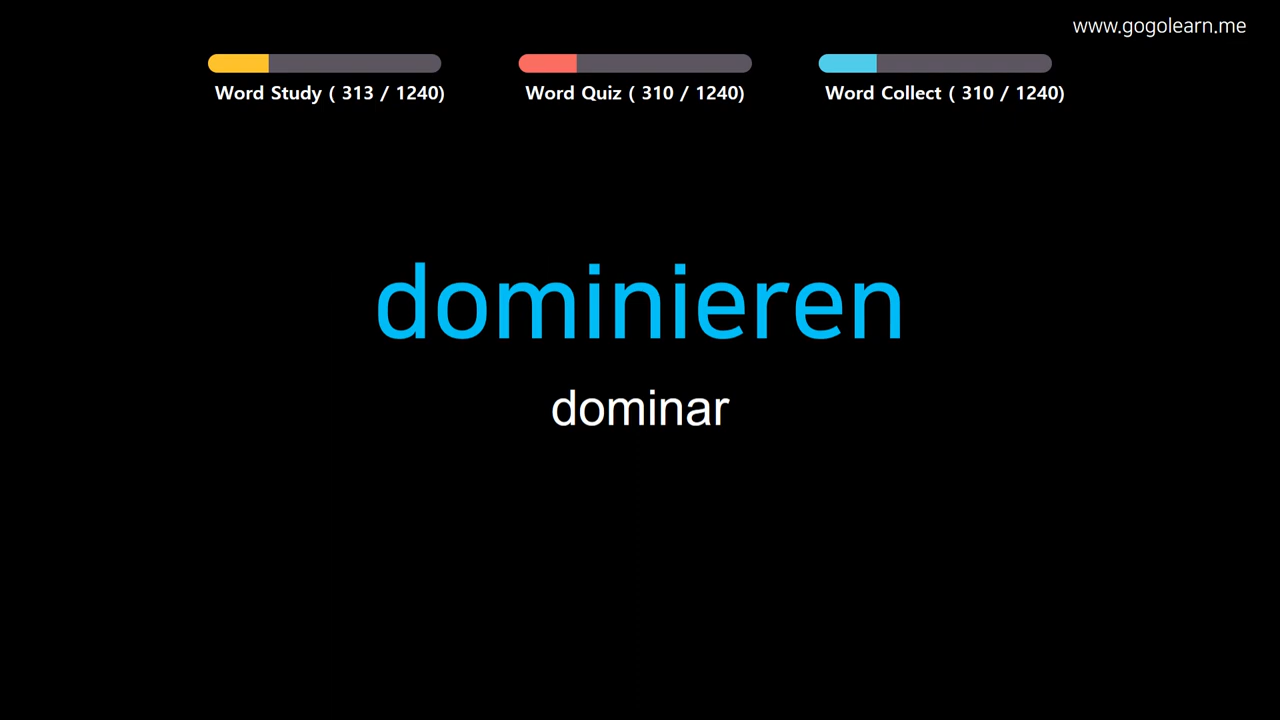 www.gogolearn.me
Word Study ( 313 / 1240)
Word Quiz ( 310 / 1240)
Word Collect ( 310 / 1240)
dominieren
dominar